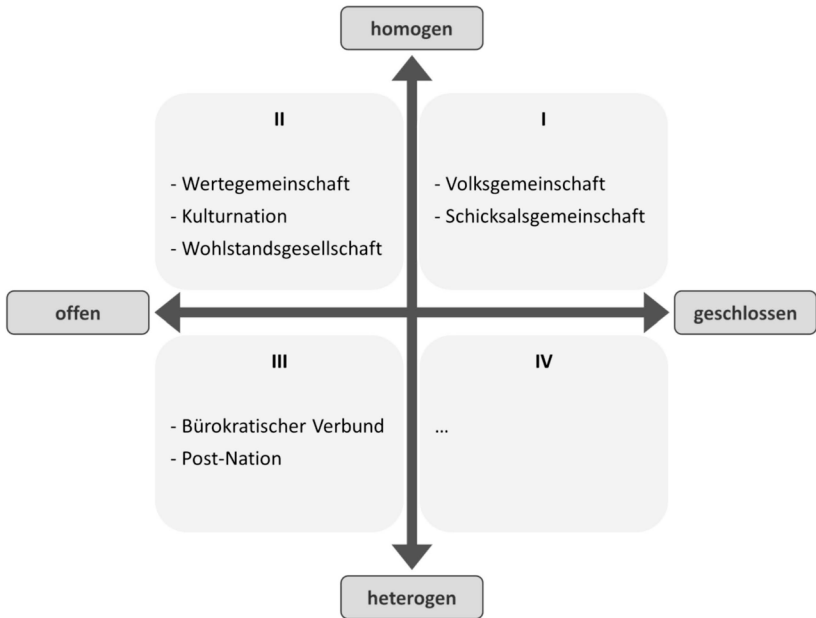 homogen
II
- Wertegemeinschaft
- Kulturnation
- Wohlstandsgesellschaft
I
- Volksgemeinschaft
- Schicksalsgemeinschaft
offen
geschlossen
III
- Bürokratischer Verbund
- Post-Nation
IV
...
heterogen